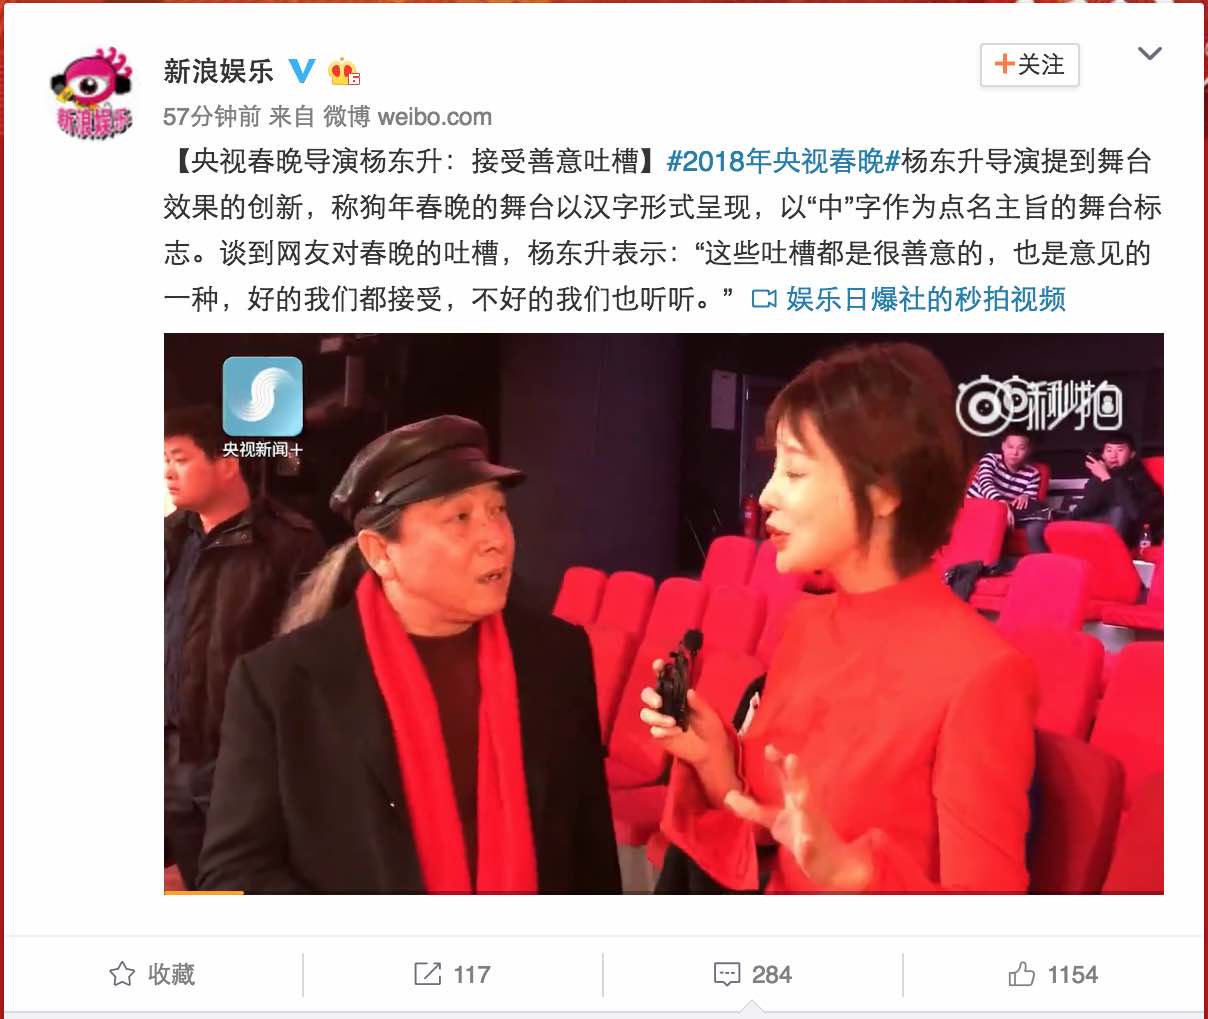 新浪娱乐
新浪娱乐
6
+关注
57分钟前 来自 微博 weibo.com
【央视春晚导演杨东升：接受善意吐槽】#2018年央视春晚#杨东升导演提到舞台
效果的创新，称狗年春晚的舞台以汉字形式呈现，以“中”字作为点名主旨的舞台标
志。谈到网友对春晚的吐槽，杨东升表示：“这些吐槽都是很善意的，也是意见的
一种，好的我们都接受，不好的我们也听听。” 娱乐日爆社的秒拍视频
央视新闻+
秒拍
收藏
117
284
1154